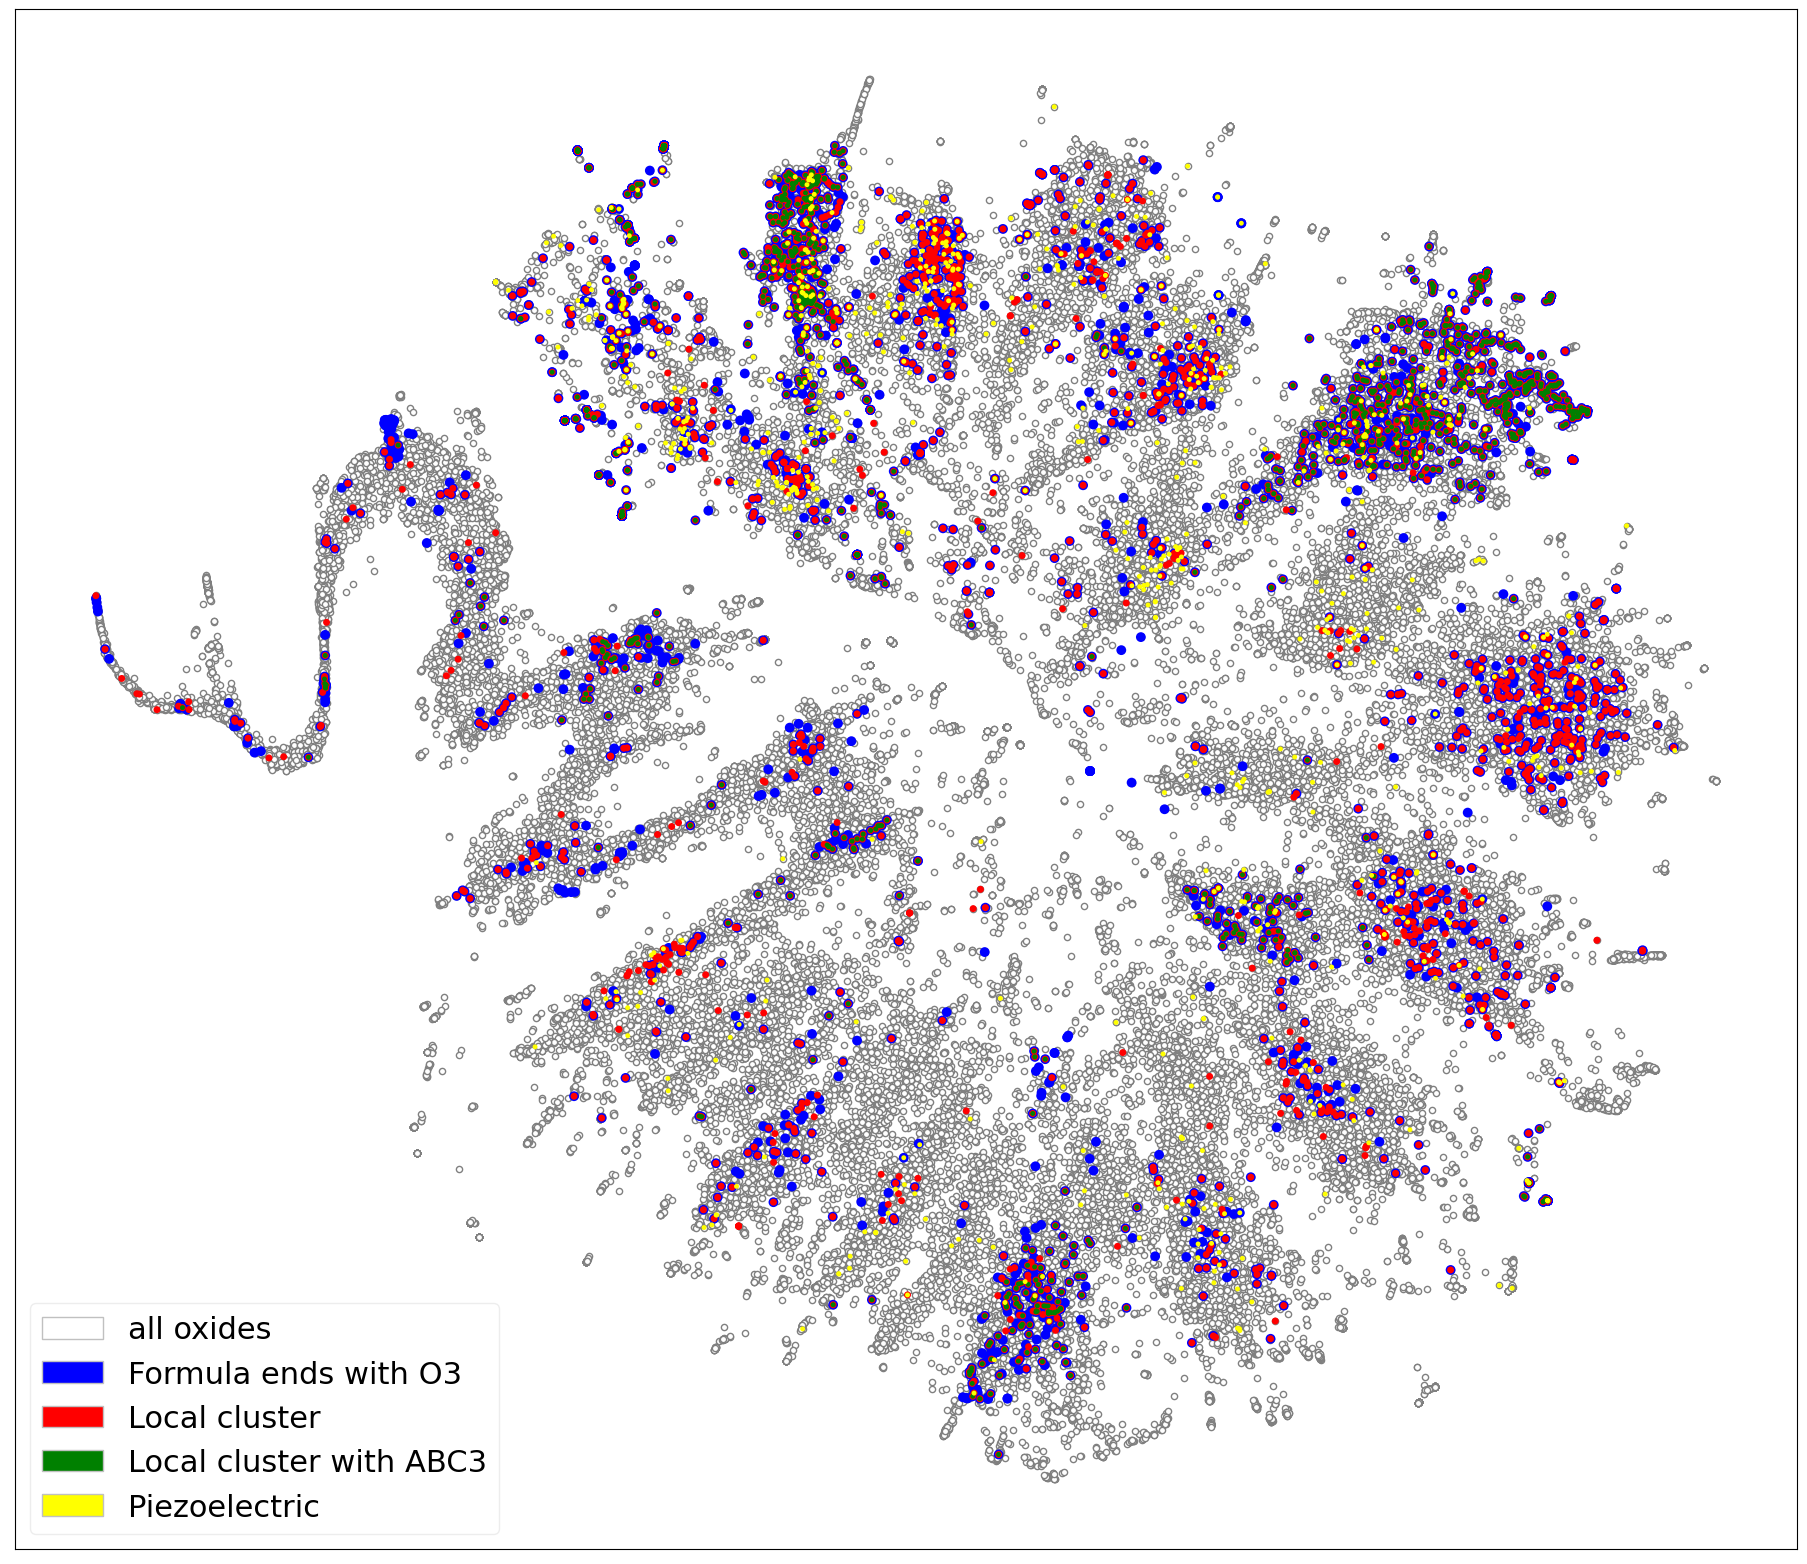 all oxides
Formula ends with O3
Local cluster
Local cluster with ABC3
Piezoelectric